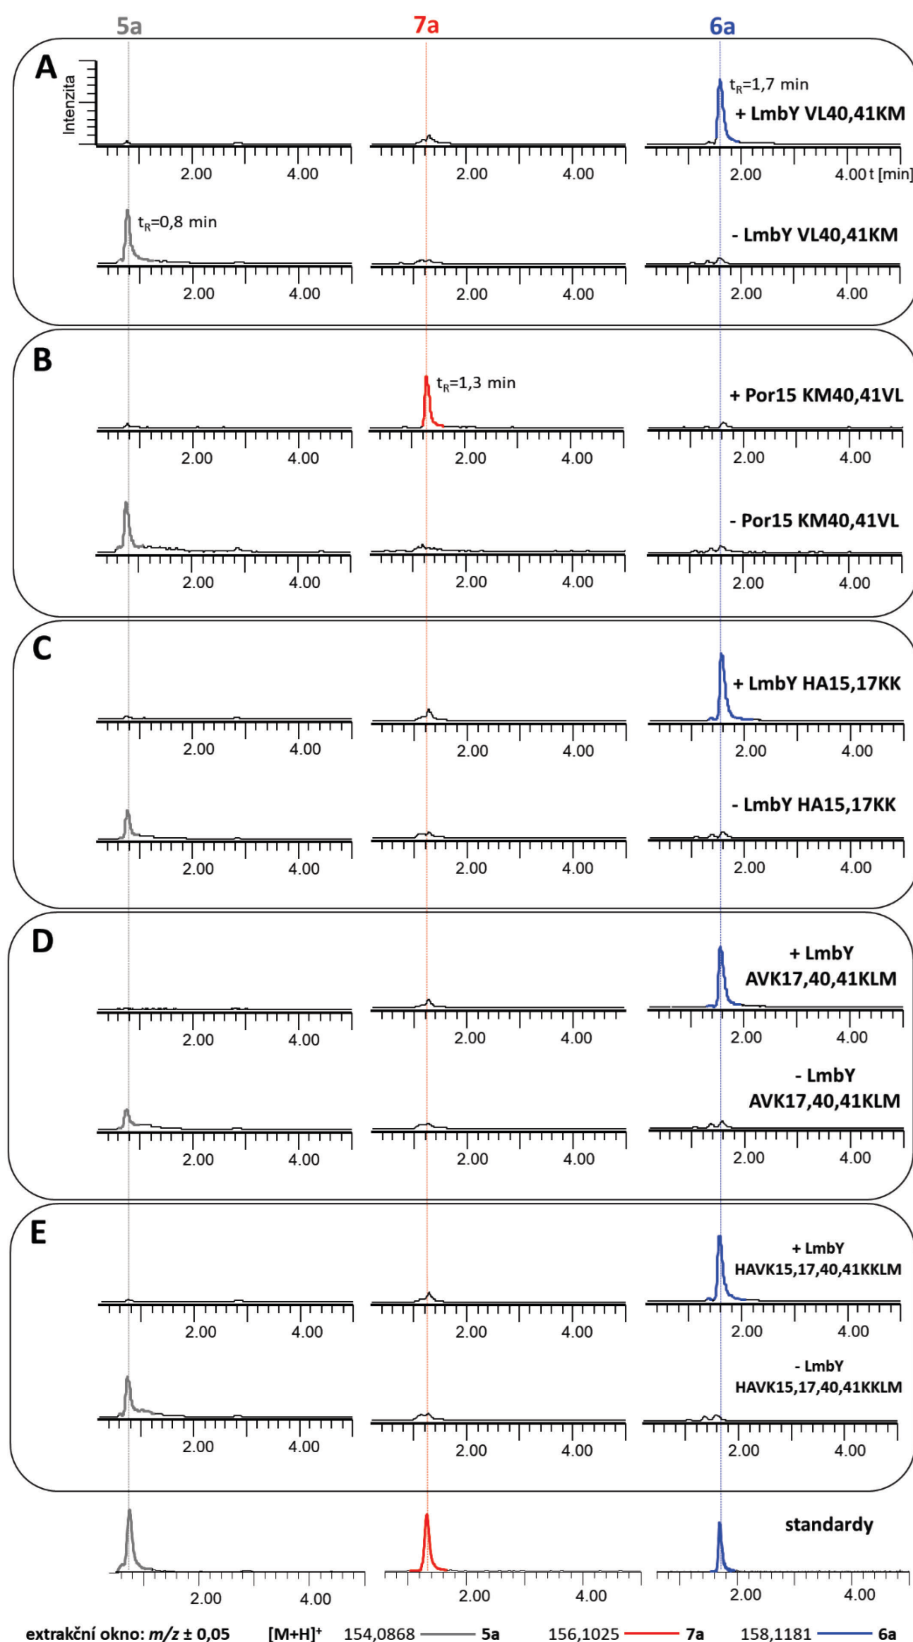 5a 7a 6a
A
Intenzita
tR=1,7 min
+ LmbY VL40,41KM
2.00 4.00 2.00 4.00 2.00 4.00 t [min]
tR=0,8 min
- LmbY VL40,41KM
2.00 4.00 2.00 4.00 2.00 4.00
B
tR=1,3 min
+ Por15 KM40,41VL
2.00 4.00 2.00 4.00 2.00 4.00
- Por15 KM40,41VL
2.00 4.00 2.00 4.00 2.00 4.00
C
+ LmbY HA15,17KK
2.00 4.00 2.00 4.00 2.00 4.00
- LmbY HA15,17KK
2.00 4.00 2.00 4.00 2.00 4.00
D
+ LmbY
AVK17,40,41KLM
2.00 4.00 2.00 4.00 2.00 4.00
- LmbY
AVK17,40,41KLM
2.00 4.00 2.00 4.00 2.00 4.00
E
+ LmbY
HAVK15,17,40,41KKLM
2.00 4.00 2.00 4.00 2.00 4.00
- LmbY
HAVK15,17,40,41KKLM
2.00 4.00 2.00 4.00 2.00 4.00
standardy
2.00 4.00 2.00 4.00 2.00 4.00
extrakční okno: m/z ± 0,05 [M+H]+ 154,0868 5a 156,1025 7a 158,1181 6a